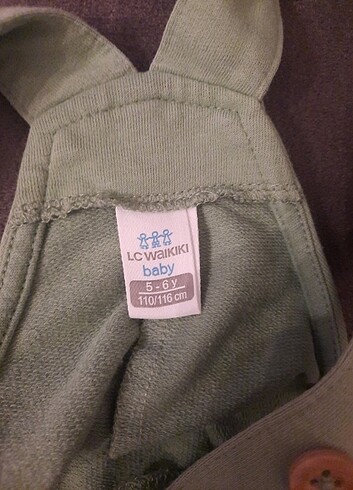 LC WAIKIKI
baby
5 - 6 y
110/116 cm